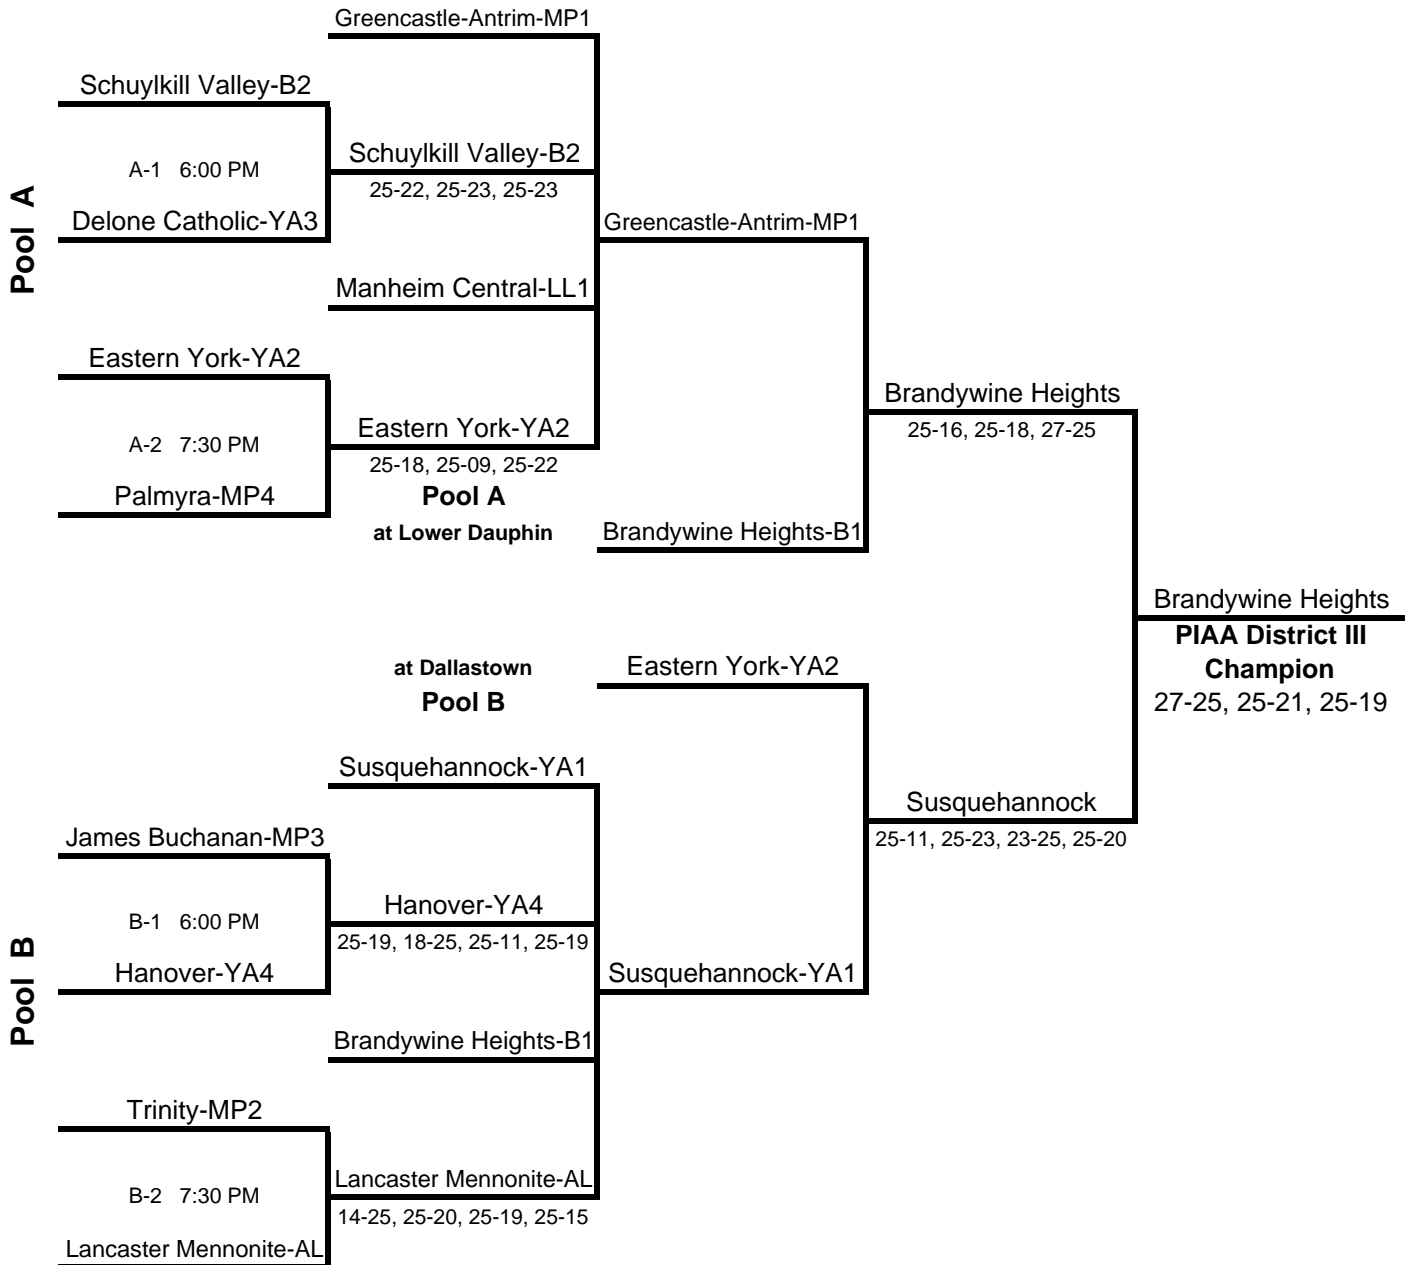 Greencastle-Antrim-MP1
Schuylkill Valley-B2
A-1 6:00 PM
Schuylkill Valley-B2
25-22, 25-23, 25-23
Pool A
Delone Catholic-YA3
Greencastle-Antrim-MP1
Manheim Central-LL1
Eastern York-YA2
Brandywine Heights
25-16, 25-18, 27-25
A-2 7:30 PM
Eastern York-YA2
25-18, 25-09, 25-22
Palmyra-MP4
Pool A
at Lower Dauphin
Brandywine Heights-B1
Brandywine Heights
PIAA District III
Champion
27-25, 25-21, 25-19
at Dallastown
Pool B
Eastern York-YA2
Susquehannock-YA1
Susquehannock
25-11, 25-23, 23-25, 25-20
James Buchanan-MP3
B-1 6:00 PM
Hanover-YA4
25-19, 18-25, 25-11, 25-19
Pool B
Hanover-YA4
Susquehannock-YA1
Brandywine Heights-B1
Trinity-MP2
B-2 7:30 PM
Lancaster Mennonite-AL
14-25, 25-20, 25-19, 25-15
Lancaster Mennonite-AL